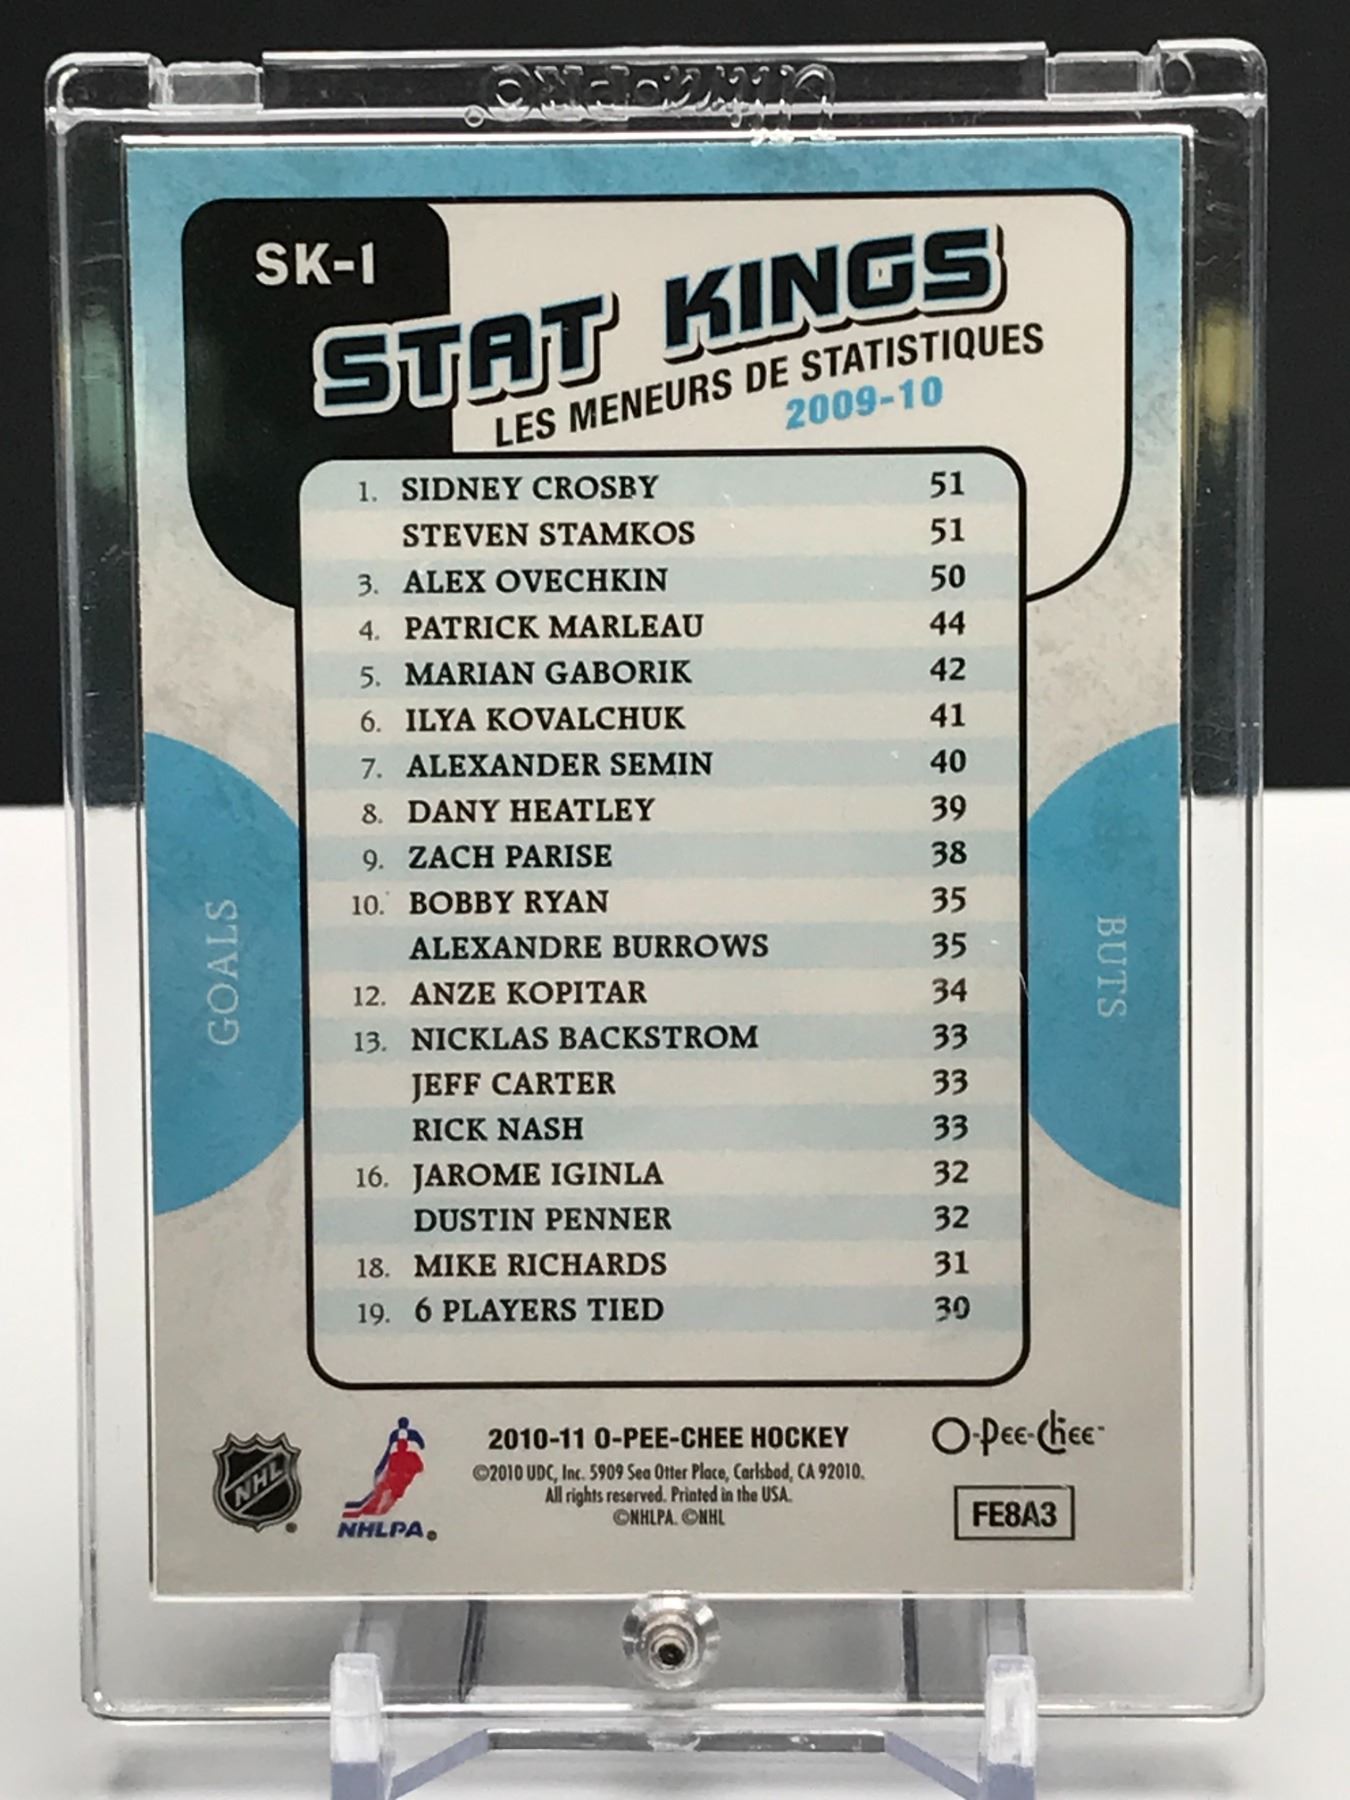 UltraPRO®
SK-1
STAT KINGS
LES MENEURS DE STATISTIQUES
2009-10
1. SIDNEY CROSBY 51
STEVEN STAMKOS 51
3. ALEX OVECHKIN 50
4. PATRICK MARLEAU 44
5. MARIAN GABORIK 42
6. ILYA KOVALCHUK 41
7. ALEXANDER SEMIN 40
8. DANY HEATLEY 39
9. ZACH PARISE 38
10. BOBBY RYAN 35
ALEXANDRE BURROWS 35
12. ANZE KOPITAR 34
13. NICKLAS BACKSTROM 33
JEFF CARTER 33
RICK NASH 33
16. JAROME IGINLA 32
DUSTIN PENNER 32
18. MIKE RICHARDS 31
19. 6 PLAYERS TIED 30
GOALS
BUTS
NHL
NHLPA®
2010-11 O-PEE-CHEE HOCKEY
©2010 UDC, Inc. 5909 Sea Otter Place, Carlsbad, CA 92010.
All rights reserved. Printed in the USA.
©NHLPA. ©NHL
O-Pee-Chee™
FE8A3